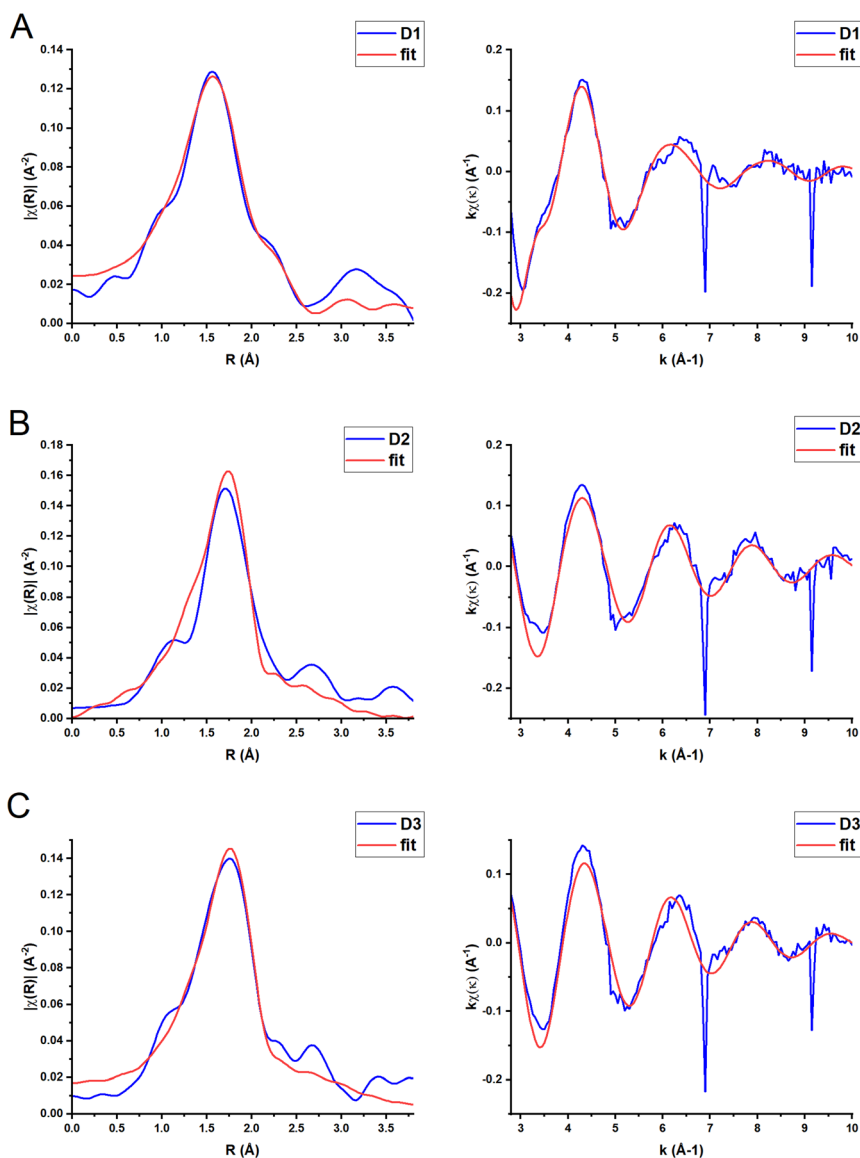 A
D1
fit
0.14
0.12
0.10
0.08
0.06
0.04
0.02
0.00
|χ(R)| (A⁻²)
0.0 0.5 1.0 1.5 2.0 2.5 3.0 3.5
R (Å)
D1
fit
0.2
0.1
0.0
-0.1
-0.2
kχ(κ) (A⁻¹)
3 4 5 6 7 8 9 10
k (Å-1)
B
D2
fit
0.18
0.16
0.14
0.12
0.10
0.08
0.06
0.04
0.02
0.00
|χ(R)| (A⁻²)
0.0 0.5 1.0 1.5 2.0 2.5 3.0 3.5
R (Å)
D2
fit
0.2
0.1
0.0
-0.1
-0.2
kχ(κ) (A⁻¹)
3 4 5 6 7 8 9 10
k (Å-1)
C
D3
fit
0.14
0.12
0.10
0.08
0.06
0.04
0.02
0.00
|χ(R)| (A⁻²)
0.0 0.5 1.0 1.5 2.0 2.5 3.0 3.5
R (Å)
D3
fit
0.1
0.0
-0.1
-0.2
kχ(κ) (A⁻¹)
3 4 5 6 7 8 9 10
k (Å-1)